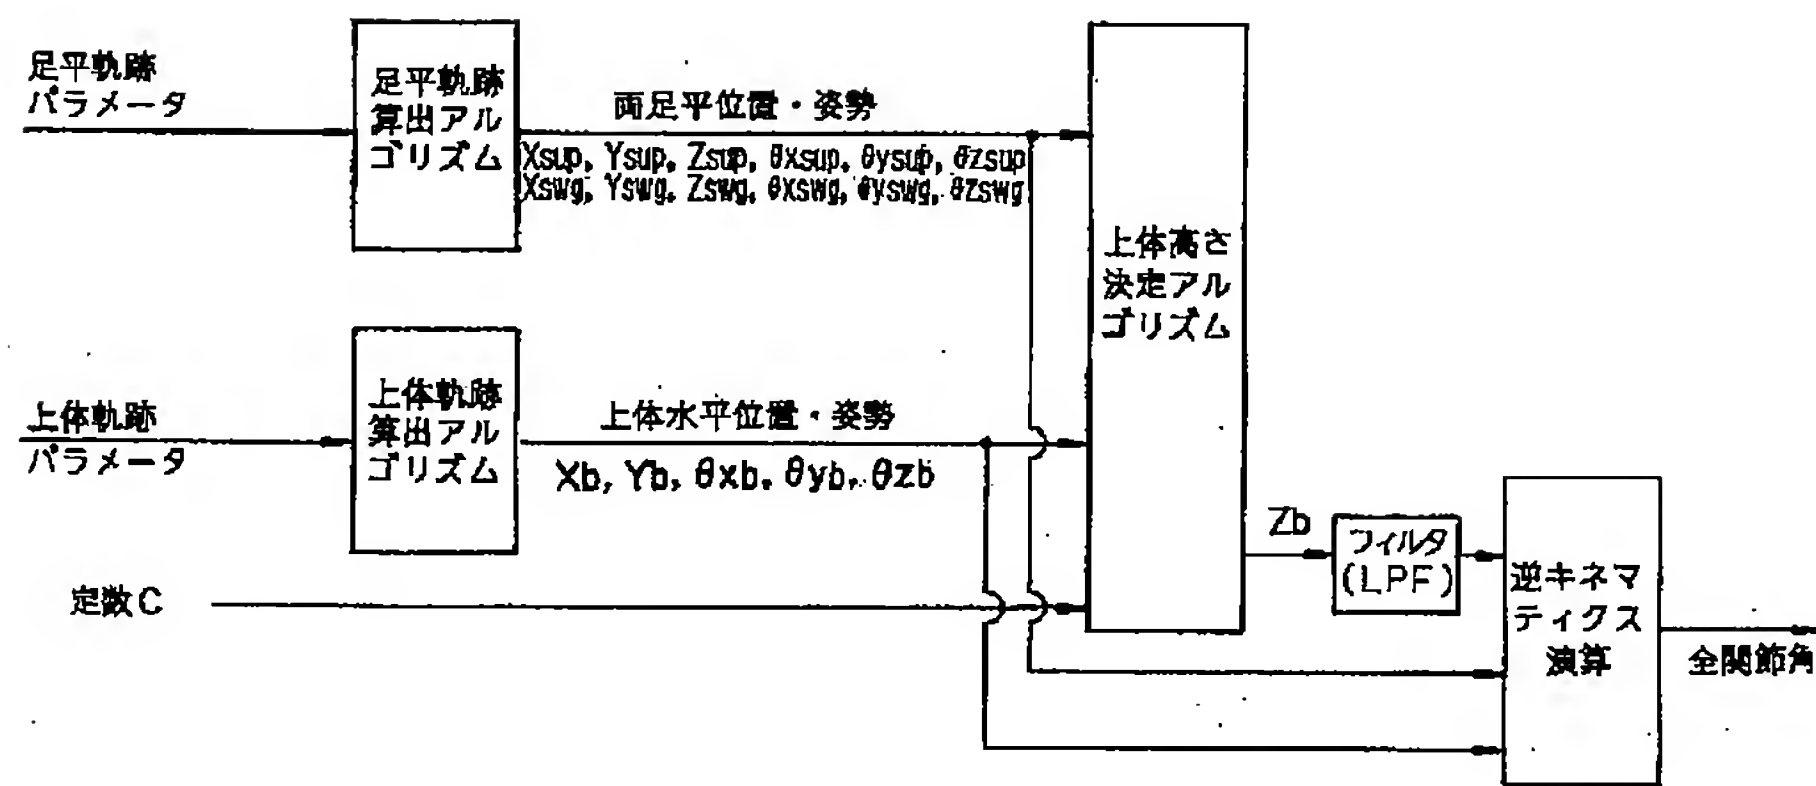 足平軌跡
パラメータ
足平軌跡
算出アル
ゴリズム
両足平位置・姿勢
Xsup, Ysup, Zsup, θxsup, θysup, θzsup
Xswg, Yswg, Zswg, θxswg, θyswg, θzswg
上体高さ
決定アル
ゴリズム
上体軌跡
パラメータ
上体軌跡
算出アル
ゴリズム
上体水平位置・姿勢
Xb, Yb, θxb, θyb, θzb
定数C
Zb
フィルタ
(LPF)
逆キネマ
ティクス
演算
全関節角